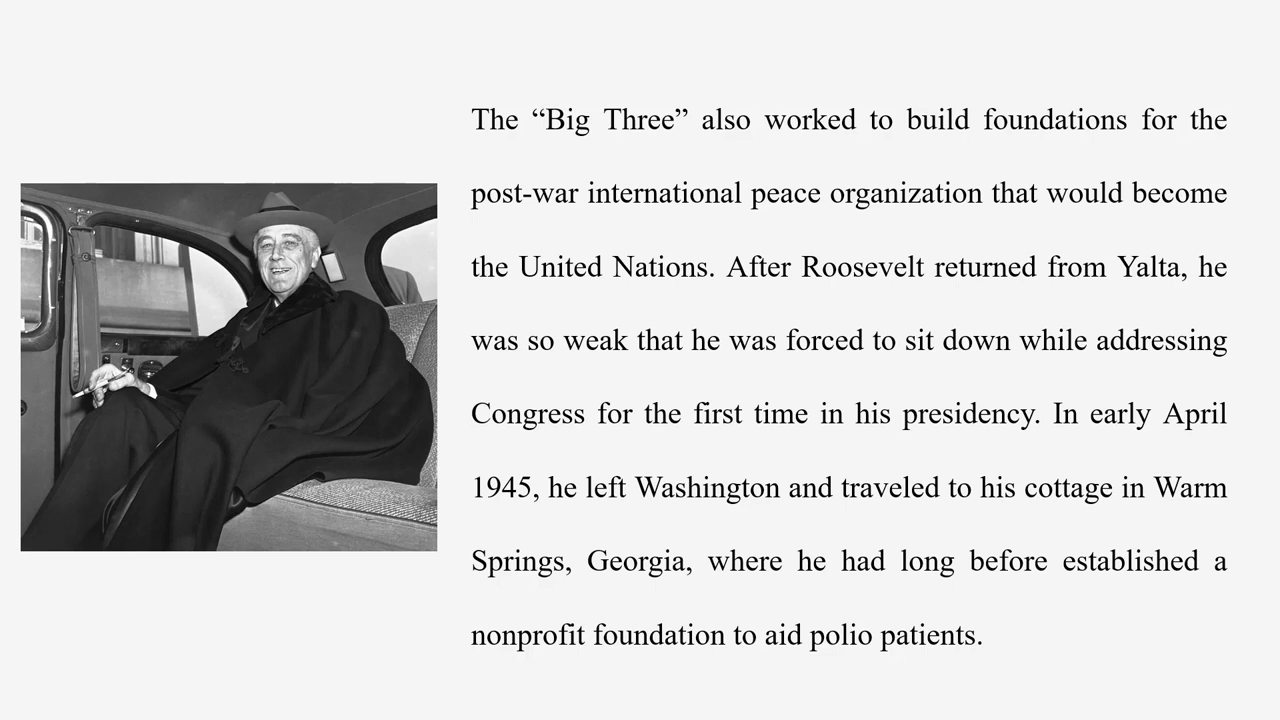 The “Big Three” also worked to build foundations for the
post-war international peace organization that would become
the United Nations. After Roosevelt returned from Yalta, he
was so weak that he was forced to sit down while addressing
Congress for the first time in his presidency. In early April
1945, he left Washington and traveled to his cottage in Warm
Springs, Georgia, where he had long before established a
nonprofit foundation to aid polio patients.